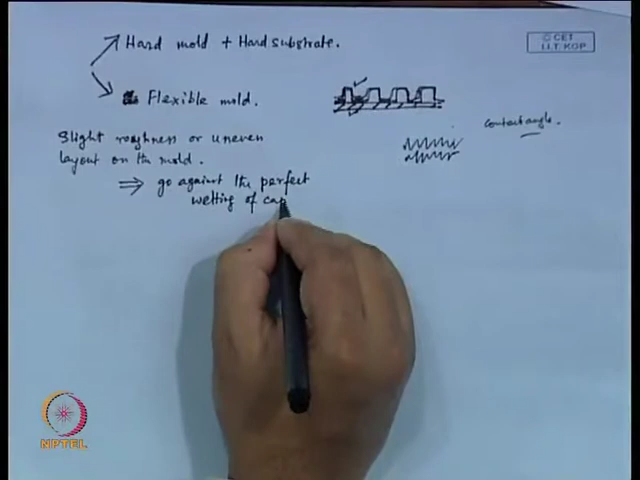 Hard mold + Hard substrate.
© CET
I.I.T. KGP
Flexible mold.
Contact angle.
Slight roughness or uneven
layout on the mold.
⇒ go against the perfect
wetting of ca
NPTEL